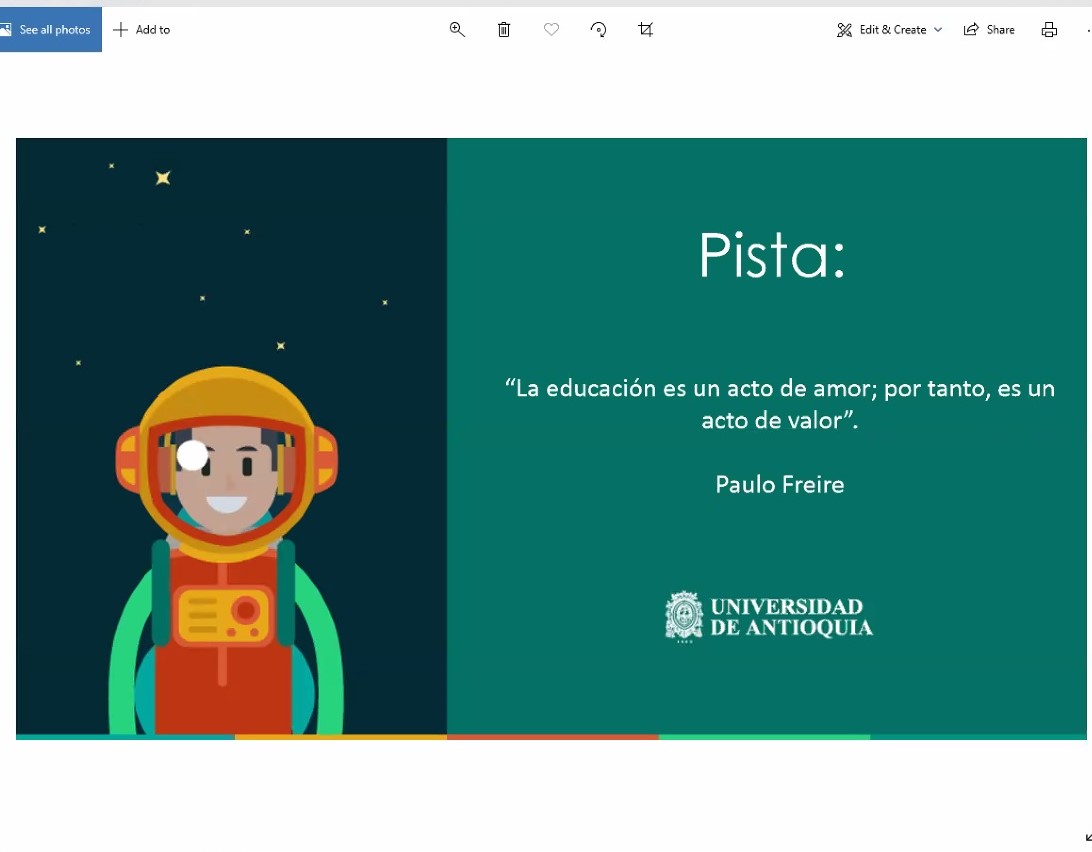 See all photos
Add to
Edit & Create
Share
Pista:
“La educación es un acto de amor; por tanto, es un
acto de valor”.
Paulo Freire
UNIVERSIDAD
DE ANTIOQUIA